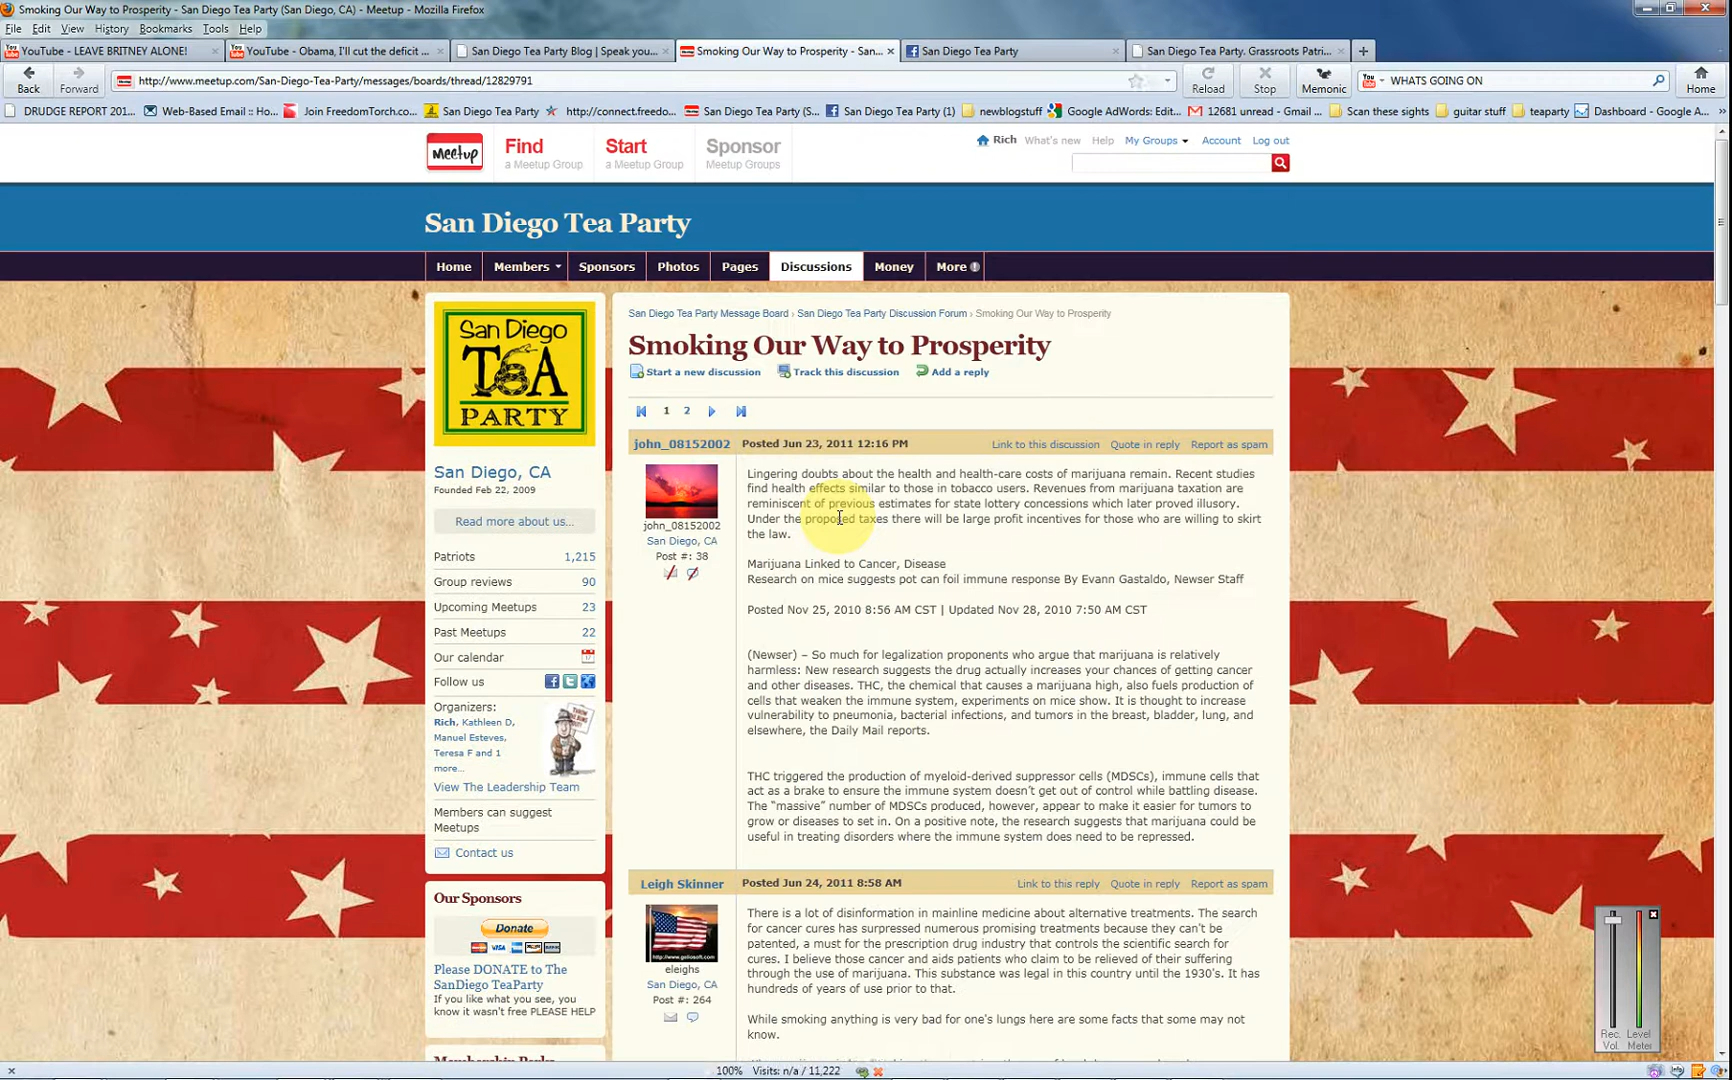 Smoking Our Way to Prosperity - San Diego Tea Party (San Diego, CA) - Meetup - Mozilla Firefox
File Edit View History Bookmarks Tools Help
YouTube - LEAVE BRITNEY ALONE!
YouTube - Obama, I'll cut the deficit ...
San Diego Tea Party Blog | Speak you...
Smoking Our Way to Prosperity - San...
San Diego Tea Party
San Diego Tea Party. Grassroots Patri...
Back Forward
http://www.meetup.com/San-Diego-Tea-Party/messages/boards/thread/12829791
Reload Stop Memonic
WHATS GOING ON
Home
DRUDGE REPORT 201... Web-Based Email :: Ho... Join FreedomTorch.co... San Diego Tea Party http://connect.freedo... San Diego Tea Party (S... San Diego Tea Party (1) newblogstuff Google AdWords: Edit... 12681 unread - Gmail ... Scan these sights guitar stuff teaparty Dashboard - Google A...
Meetup
Find
a Meetup Group
Start
a Meetup Group
Sponsor
Meetup Groups
Rich What's new Help My Groups Account Log out
San Diego Tea Party
Home Members Sponsors Photos Pages Discussions Money More
San Diego
TEA
PARTY
San Diego, CA
Founded Feb 22, 2009
Read more about us...
Patriots 1,215
Group reviews 90
Upcoming Meetups 23
Past Meetups 22
Our calendar
Follow us
Organizers:
Rich, Kathleen D,
Manuel Esteves,
Teresa F and 1
more...
View The Leadership Team
Members can suggest
Meetups
Contact us
Our Sponsors
Donate
Please DONATE to The
SanDiego TeaParty
If you like what you see, you
know it wasn't free PLEASE HELP
Membership Perks
San Diego Tea Party Message Board › San Diego Tea Party Discussion Forum › Smoking Our Way to Prosperity
Smoking Our Way to Prosperity
Start a new discussion Track this discussion Add a reply
1 2
john_08152002 Posted Jun 23, 2011 12:16 PM Link to this discussion Quote in reply Report as spam
john_08152002
San Diego, CA
Post #: 38
Lingering doubts about the health and health-care costs of marijuana remain. Recent studies
find health effects similar to those in tobacco users. Revenues from marijuana taxation are
reminiscent of previous estimates for state lottery concessions which later proved illusory.
Under the proposed taxes there will be large profit incentives for those who are willing to skirt
the law.
Marijuana Linked to Cancer, Disease
Research on mice suggests pot can foil immune response By Evann Gastaldo, Newser Staff
Posted Nov 25, 2010 8:56 AM CST | Updated Nov 28, 2010 7:50 AM CST
(Newser) – So much for legalization proponents who argue that marijuana is relatively
harmless: New research suggests the drug actually increases your chances of getting cancer
and other diseases. THC, the chemical that causes a marijuana high, also fuels production of
cells that weaken the immune system, experiments on mice show. It is thought to increase
vulnerability to pneumonia, bacterial infections, and tumors in the breast, bladder, lung, and
elsewhere, the Daily Mail reports.
THC triggered the production of myeloid-derived suppressor cells (MDSCs), immune cells that
act as a brake to ensure the immune system doesn't get out of control while battling disease.
The "massive" number of MDSCs produced, however, appear to make it easier for tumors to
grow or diseases to set in. On a positive note, the research suggests that marijuana could be
useful in treating disorders where the immune system does need to be repressed.
Leigh Skinner Posted Jun 24, 2011 8:58 AM Link to this reply Quote in reply Report as spam
eleighs
San Diego, CA
Post #: 264
There is a lot of disinformation in mainline medicine about alternative treatments. The search
for cancer cures has surpressed numerous promising treatments because they can't be
patented, a must for the prescription drug industry that controls the scientific search for
cures. I believe those cancer and aids patients who claim to be relieved of their suffering
through the use of marijuana. This substance was legal in this country until the 1930's. It has
hundreds of years of use prior to that.
While smoking anything is very bad for one's lungs here are some facts that some may not
know.
Rec. Level
Vol. Meter
100% Visits: n/a / 11,222